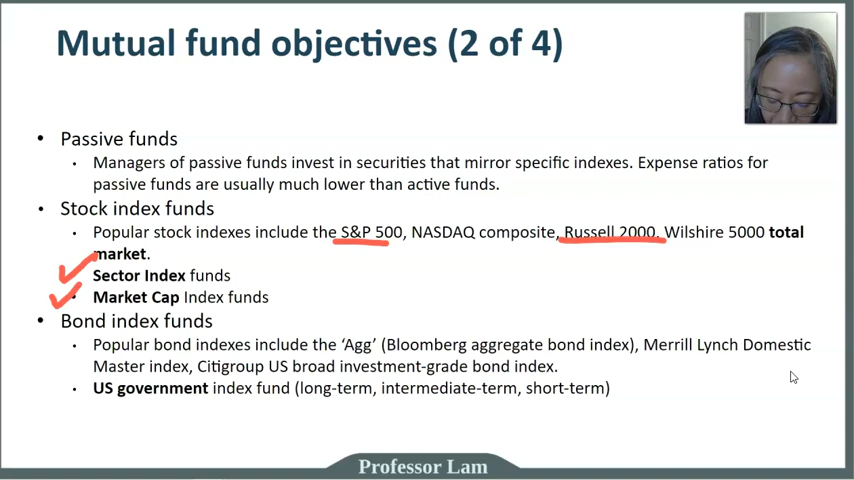 Mutual fund objectives (2 of 4)
• Passive funds
• Managers of passive funds invest in securities that mirror specific indexes. Expense ratios for
passive funds are usually much lower than active funds.
• Stock index funds
• Popular stock indexes include the S&P 500, NASDAQ composite, Russell 2000, Wilshire 5000 total
market.
Sector Index funds
• Market Cap Index funds
• Bond index funds
• Popular bond indexes include the ‘Agg’ (Bloomberg aggregate bond index), Merrill Lynch Domestic
Master index, Citigroup US broad investment-grade bond index.
• US government index fund (long-term, intermediate-term, short-term)
Professor Lam